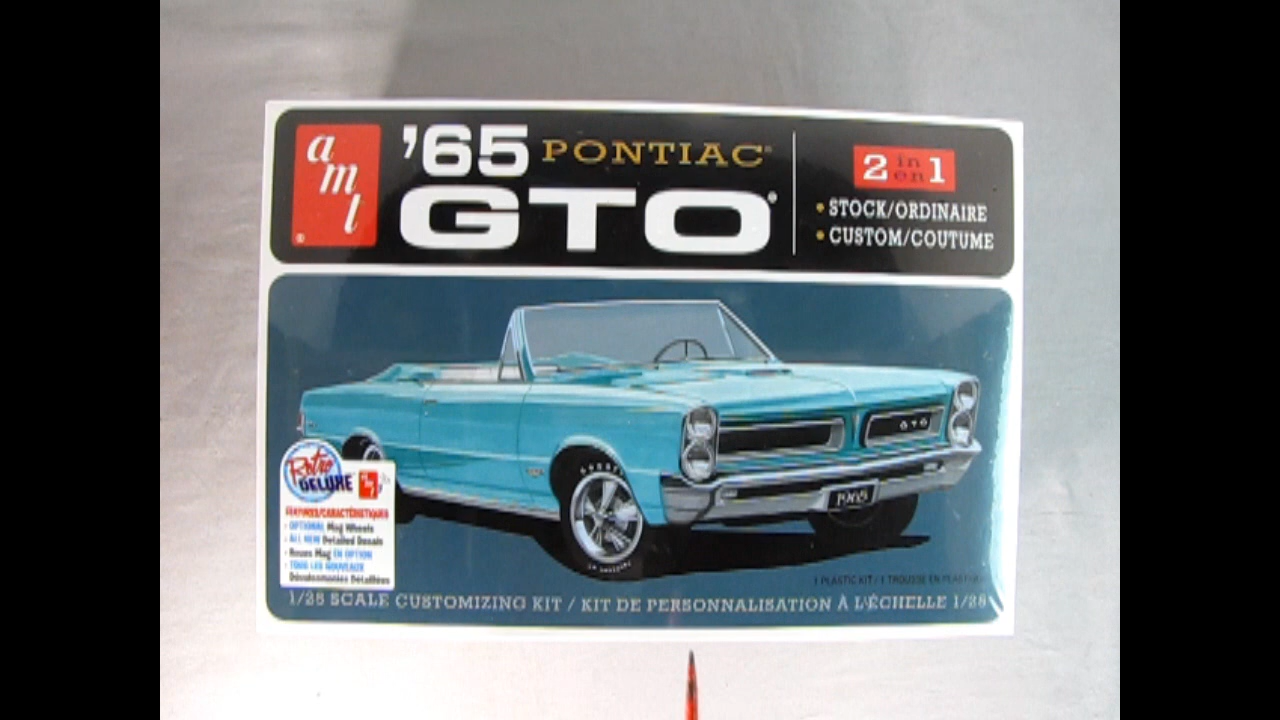 amt
®
'65 PONTIAC®
GTO®
2 in en 1
• STOCK/ORDINAIRE
• CUSTOM/COUTUME
GTO
1965
Retro
DELUXE
amt
FEATURES/CARACTÉRISTIQUES
- OPTIONAL Mag Wheels
- ALL NEW Detailed Decals
- Roues Mag EN OPTION
- TOUS LES NOUVEAUX
Décalcomanies Détaillées
1 PLASTIC KIT / 1 TROUSSE EN PLASTIQUE
1/25 SCALE CUSTOMIZING KIT / KIT DE PERSONNALISATION À L'ÉCHELLE 1/25